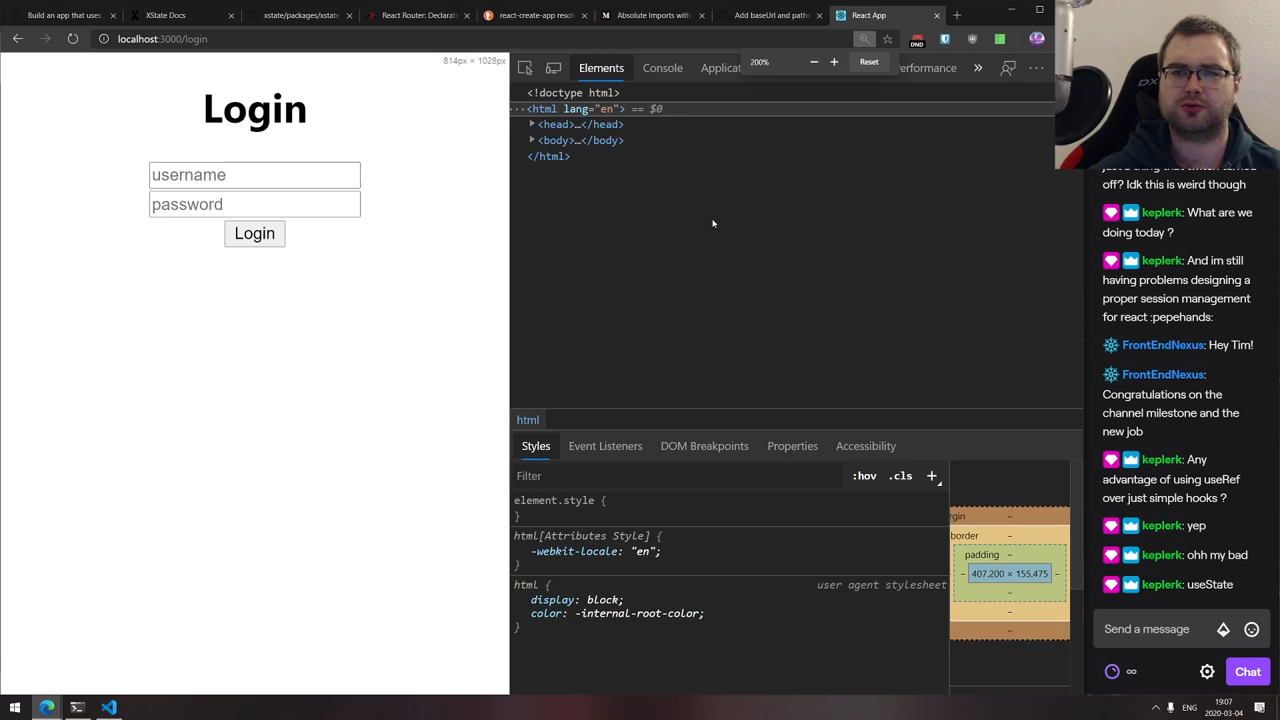 Build an app that uses
XState Docs
xstate/packages/xstate
React Router: Declarat
react-create-app resol
Absolute Imports with
Add baseUrl and paths
React App
localhost:3000/login
DND
814px × 1028px
Elements
Console
Applicat
erformance
200%
Reset
<!doctype html>
<html lang="en"> == $0
<head>…</head>
<body>…</body>
</html>
Login
username
password
Login
html
Styles
Event Listeners
DOM Breakpoints
Properties
Accessibility
Filter
:hov
.cls
element.style {
}
html[Attributes Style] {
-webkit-locale: "en";
}
html {
user agent stylesheet
display: block;
color: -internal-root-color;
}
rgin
border
padding
407.200 × 155.475
off? Idk this is weird though
keplerk: What are we
doing today ?
keplerk: And im still
having problems designing a
proper session management
for react :pepehands:
FrontEndNexus: Hey Tim!
FrontEndNexus:
Congratulations on the
channel milestone and the
new job
keplerk: Any
advantage of using useRef
over just simple hooks ?
keplerk: yep
keplerk: ohh my bad
keplerk: useState
Send a message
Chat
ENG
19:07
2020-03-04